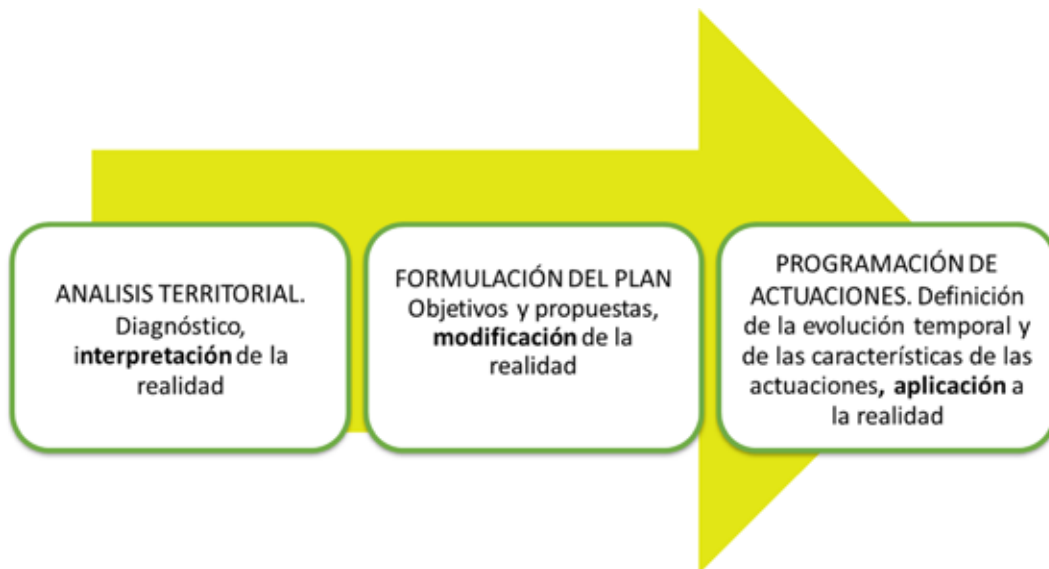 ANALISIS TERRITORIAL.
Diagnóstico,
interpretación de la
realidad
FORMULACIÓN DEL PLAN
Objetivos y propuestas,
modificación de la
realidad
PROGRAMACIÓN DE
ACTUACIONES. Definición
de la evolución temporal y
de las características de las
actuaciones, aplicación a
la realidad